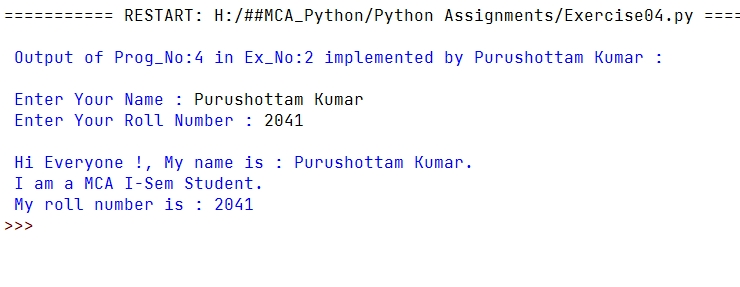 =========== RESTART: H:/##MCA_Python/Python Assignments/Exercise04.py ====
Output of Prog_No:4 in Ex_No:2 implemented by Purushottam Kumar :
Enter Your Name : Purushottam Kumar
Enter Your Roll Number : 2041
Hi Everyone !, My name is : Purushottam Kumar.
I am a MCA I-Sem Student.
My roll number is : 2041
>>>